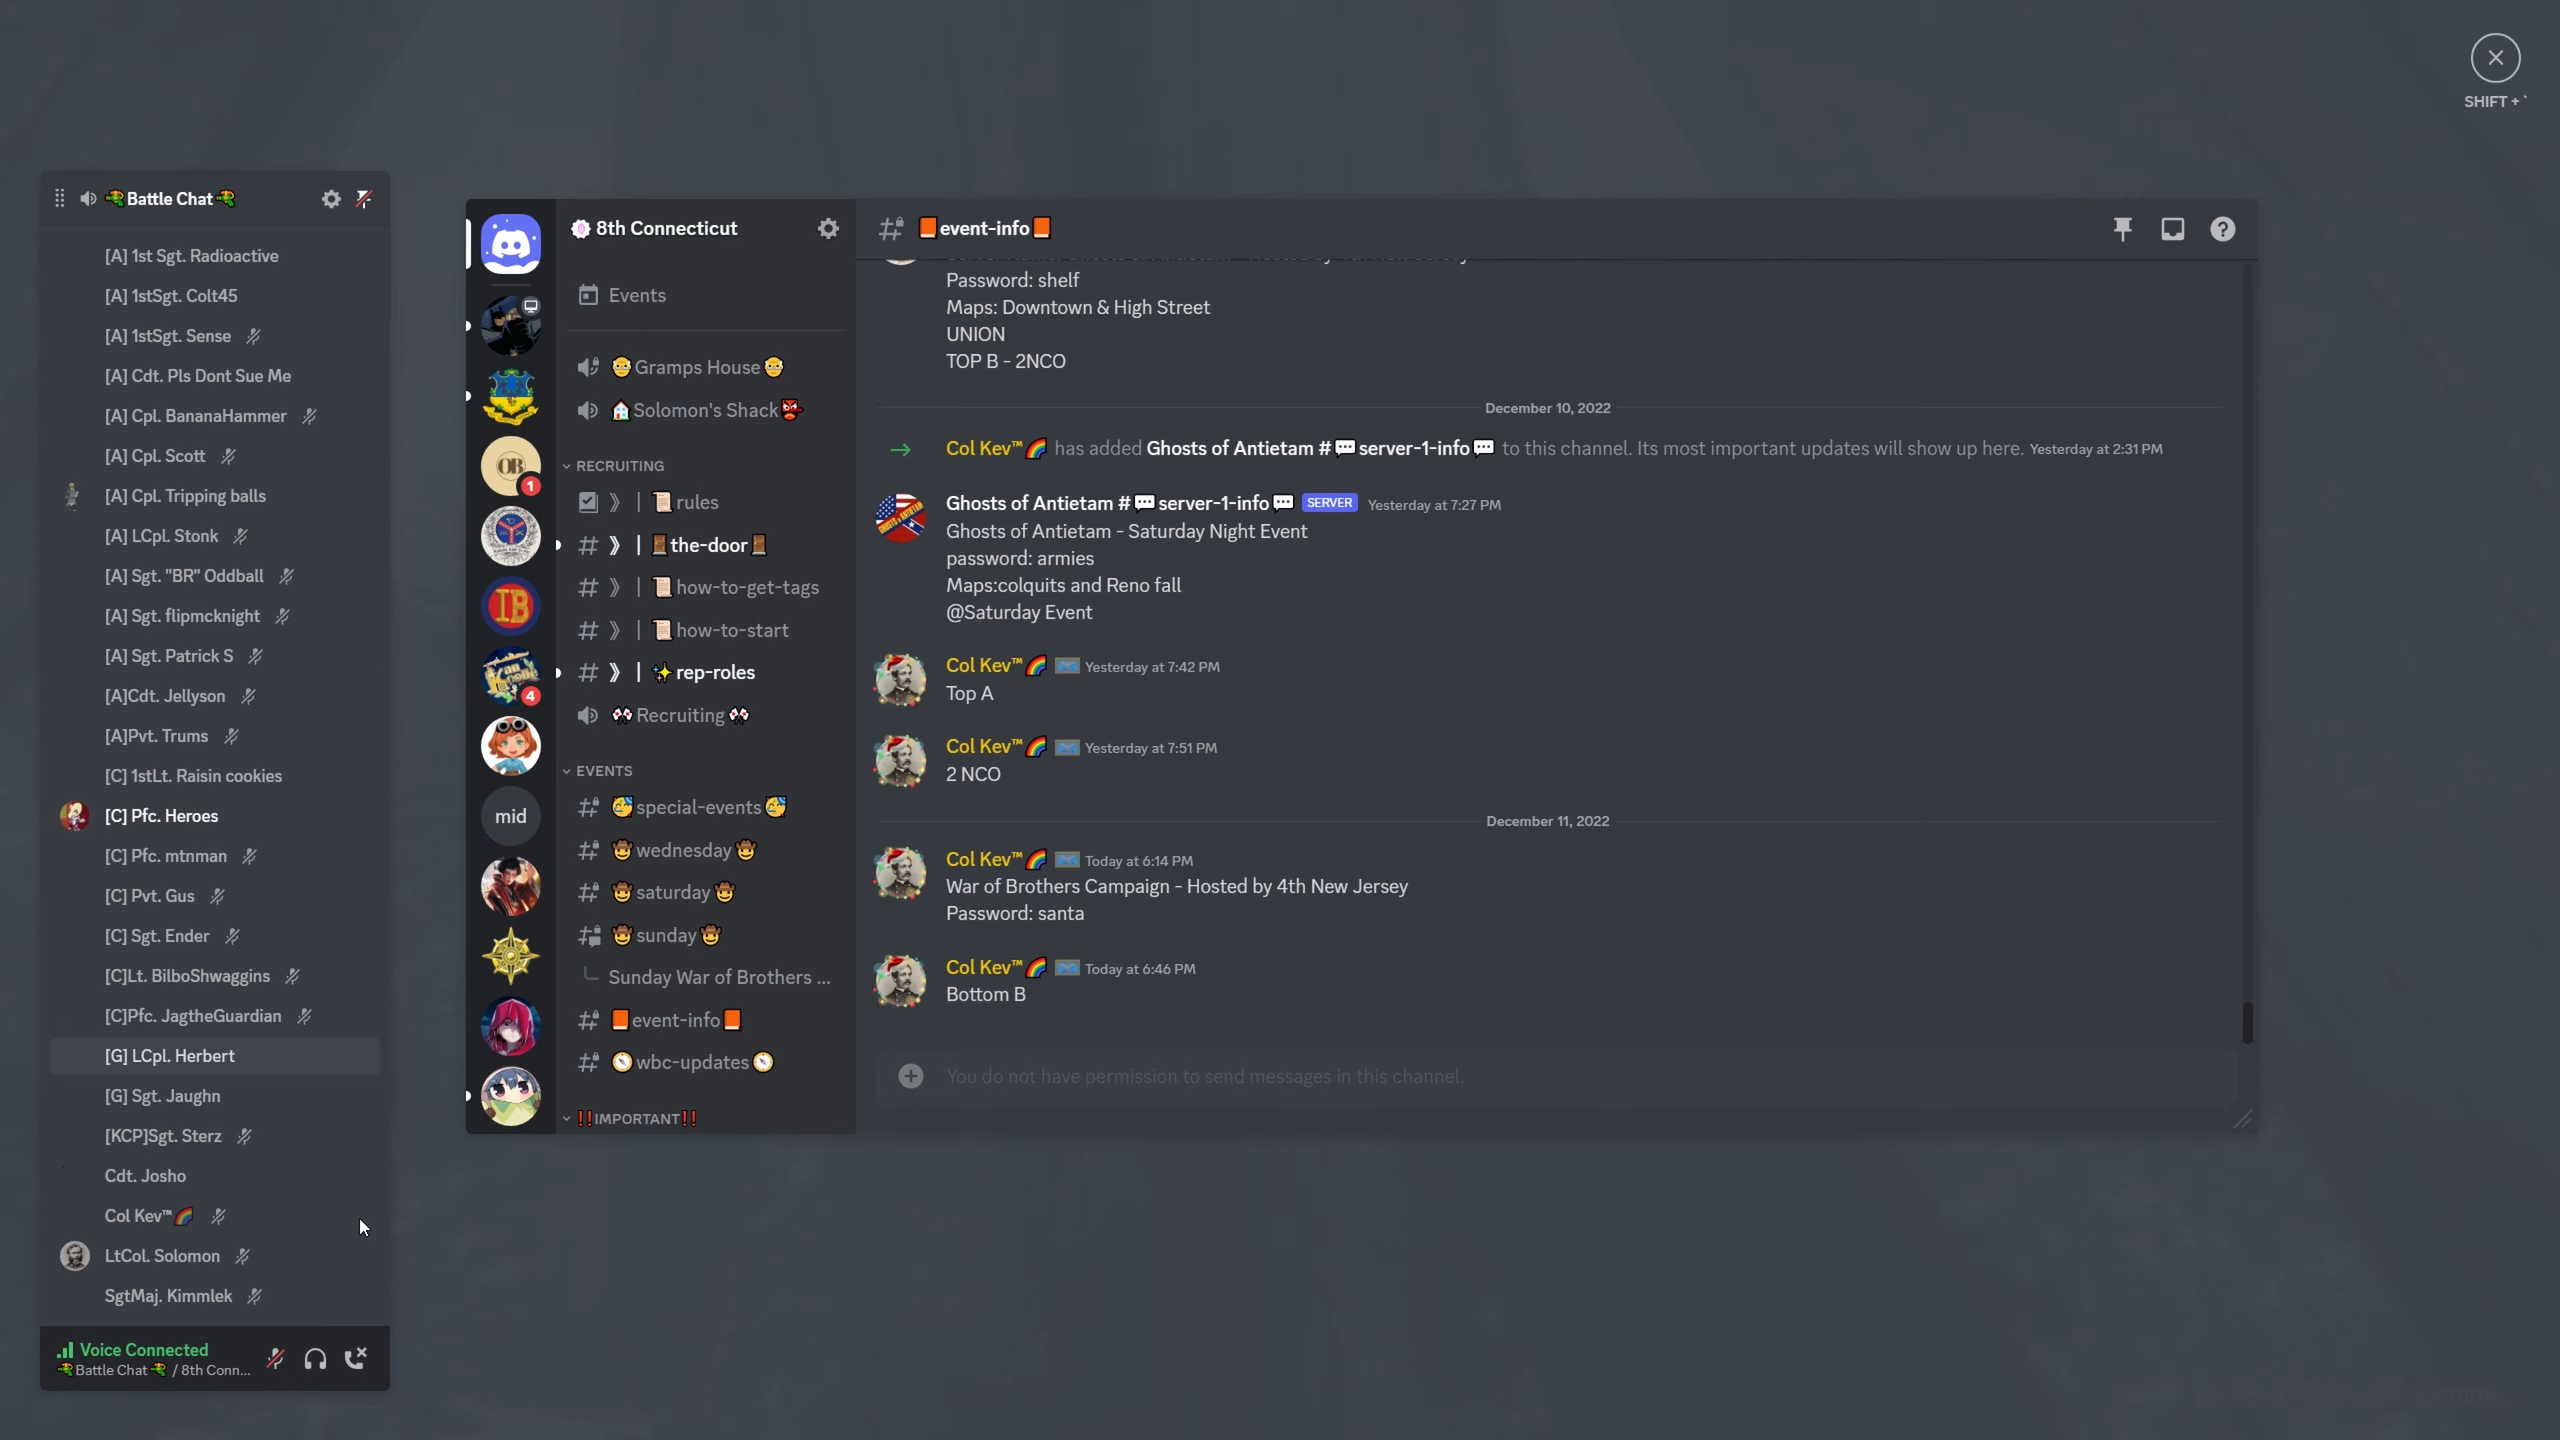 SHIFT + `
Battle Chat
[A] 1st Sgt. Radioactive
[A] 1stSgt. Colt45
[A] 1stSgt. Sense
[A] Cdt. Pls Dont Sue Me
[A] Cpl. BananaHammer
[A] Cpl. Scott
[A] Cpl. Tripping balls
[A] LCpl. Stonk
[A] Sgt. "BR" Oddball
[A] Sgt. flipmcknight
[A] Sgt. Patrick S
[A]Cdt. Jellyson
[A]Pvt. Trums
[C] 1stLt. Raisin cookies
[C] Pfc. Heroes
[C] Pfc. mtnman
[C] Pvt. Gus
[C] Sgt. Ender
[C]Lt. BilboShwaggins
[C]Pfc. JagtheGuardian
[G] LCpl. Herbert
[G] Sgt. Jaughn
[KCP]Sgt. Sterz
Cdt. Josho
Col Kev™🌈
LtCol. Solomon
SgtMaj. Kimmlek
Voice Connected
Battle Chat / 8th Conn...
OB
1
IB
4
mid
8th Connecticut
Events
👴Gramps House👴
🏠Solomon's Shack👺
RECRUITING
》 | 📜rules
》 | 🚪the-door🚪
》 | 📜how-to-get-tags
》 | 📜how-to-start
》 | ✨rep-roles
🎌Recruiting🎌
EVENTS
🥳special-events🥳
🤠wednesday🤠
🤠saturday🤠
🤠sunday🤠
Sunday War of Brothers ...
📙event-info📙
🧭wbc-updates🧭
‼️IMPORTANT‼️
📙event-info📙
Password: shelf
Maps: Downtown & High Street
UNION
TOP B - 2NCO
December 10, 2022
Col Kev™🌈 has added Ghosts of Antietam #💬server-1-info💬 to this channel. Its most important updates will show up here. Yesterday at 2:31 PM
Ghosts of Antietam #💬server-1-info💬 SERVER Yesterday at 7:27 PM
Ghosts of Antietam - Saturday Night Event
password: armies
Maps:colquits and Reno fall
@Saturday Event
Col Kev™🌈 Yesterday at 7:42 PM
Top A
Col Kev™🌈 Yesterday at 7:51 PM
2 NCO
December 11, 2022
Col Kev™🌈 Today at 6:14 PM
War of Brothers Campaign - Hosted by 4th New Jersey
Password: santa
Col Kev™🌈 Today at 6:46 PM
Bottom B
You do not have permission to send messages in this channel.